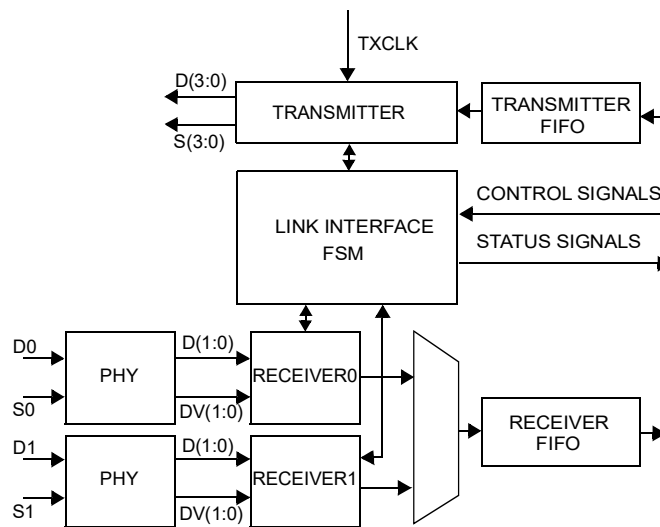 TXCLK
D(3:0)
S(3:0)
TRANSMITTER
TRANSMITTER
FIFO
LINK INTERFACE
FSM
CONTROL SIGNALS
STATUS SIGNALS
D0
S0
PHY
D(1:0)
DV(1:0)
RECEIVER0
D1
S1
PHY
D(1:0)
DV(1:0)
RECEIVER1
RECEIVER
FIFO